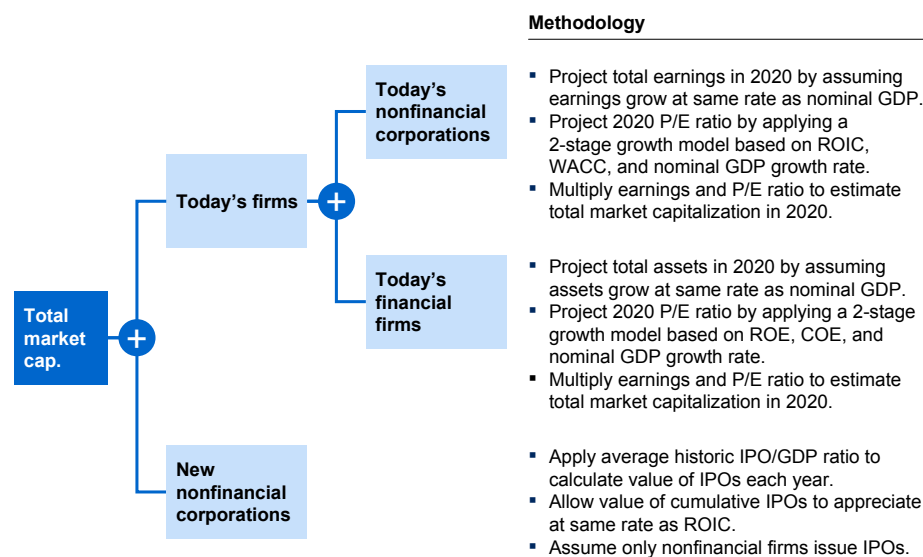 Methodology
Today's
nonfinancial
corporations
▪ Project total earnings in 2020 by assuming
earnings grow at same rate as nominal GDP.
▪ Project 2020 P/E ratio by applying a
2-stage growth model based on ROIC,
WACC, and nominal GDP growth rate.
▪ Multiply earnings and P/E ratio to estimate
total market capitalization in 2020.
Today's firms
+
Today's
financial
firms
▪ Project total assets in 2020 by assuming
assets grow at same rate as nominal GDP.
▪ Project 2020 P/E ratio by applying a 2-stage
growth model based on ROE, COE, and
nominal GDP growth rate.
▪ Multiply earnings and P/E ratio to estimate
total market capitalization in 2020.
Total
market
cap.
+
New
nonfinancial
corporations
▪ Apply average historic IPO/GDP ratio to
calculate value of IPOs each year.
▪ Allow value of cumulative IPOs to appreciate
at same rate as ROIC.
▪ Assume only nonfinancial firms issue IPOs.